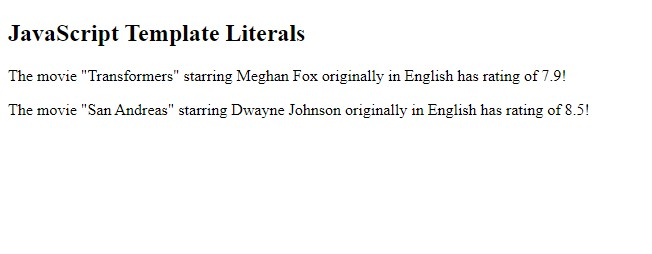 JavaScript Template Literals
The movie "Transformers" starring Meghan Fox originally in English has rating of 7.9!
The movie "San Andreas" starring Dwayne Johnson originally in English has rating of 8.5!